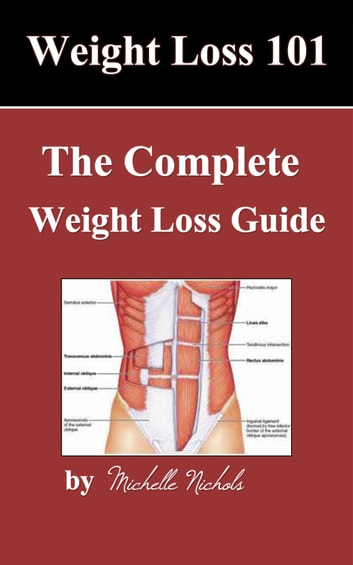 Weight Loss 101
The Complete
Weight Loss Guide
Pectoralis major
Serratus anterior
Linea alba
Tendinous intersection
Transversus abdominis
Rectus abdominis
Internal oblique
External oblique
Aponeurosis
of the external
oblique
Inguinal ligament
(formed by free inferior
border of the external
oblique aponeurosis)
by Michelle Nichols